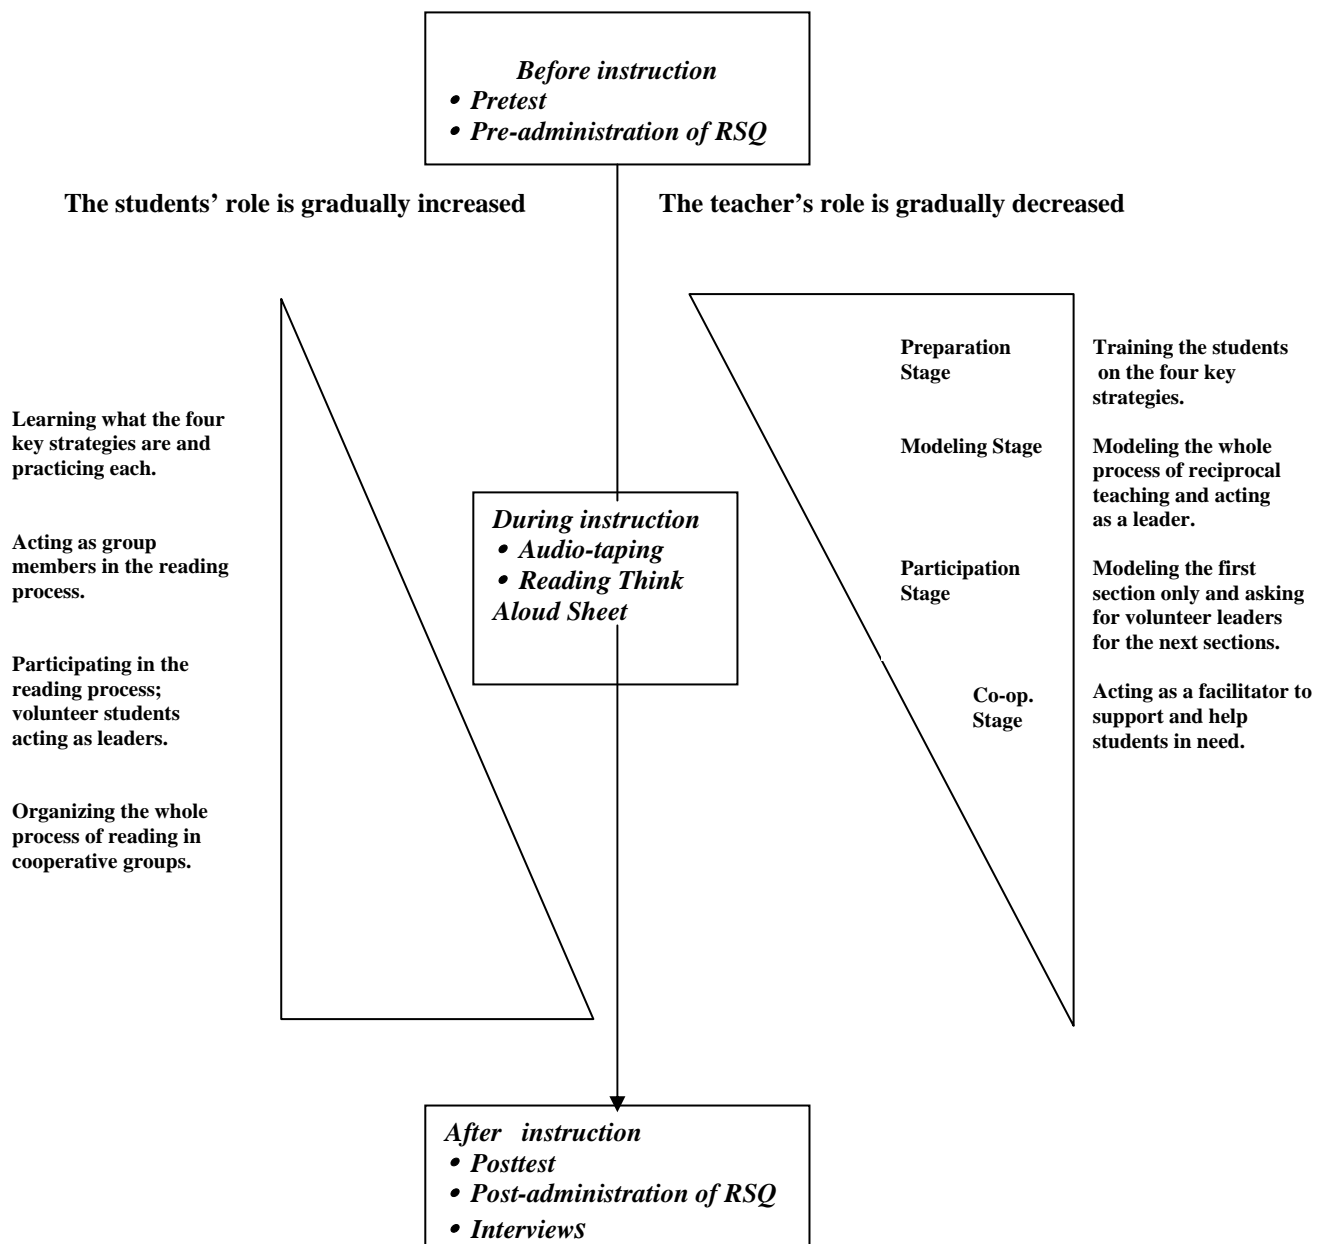 Before instruction
• Pretest
• Pre-administration of RSQ
The students’ role is gradually increased
The teacher’s role is gradually decreased
Learning what the four
key strategies are and
practicing each.
Acting as group
members in the reading
process.
Participating in the
reading process;
volunteer students
acting as leaders.
Organizing the whole
process of reading in
cooperative groups.
During instruction
• Audio-taping
• Reading Think
Aloud Sheet
Preparation
Stage
Training the students
on the four key
strategies.
Modeling Stage
Modeling the whole
process of reciprocal
teaching and acting
as a leader.
Participation
Stage
Modeling the first
section only and asking
for volunteer leaders
for the next sections.
Co-op.
Stage
Acting as a facilitator to
support and help
students in need.
After instruction
• Posttest
• Post-administration of RSQ
• Interviews